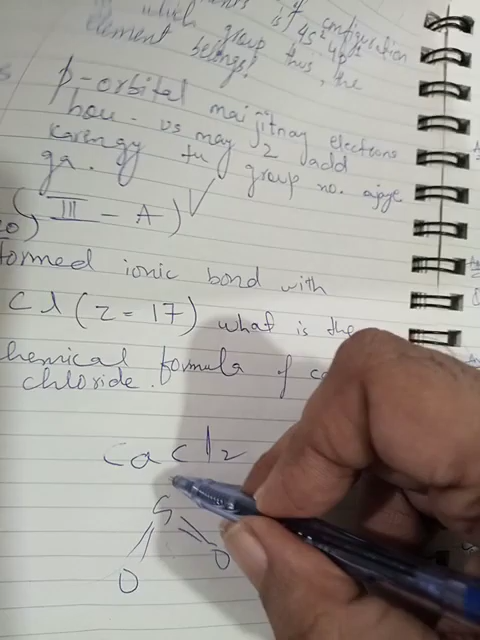 configuration
is 4s² 4p¹
which group thus, the
element belongs?
p-orbital mai jitnay electrons
hou. us may 2 add
karengy tu group no. ajye
ga.
(III - A)
formed ionic bond with
Cl (z = 17) what is the
chemical formula of
chloride.
CaCl2
S
O O